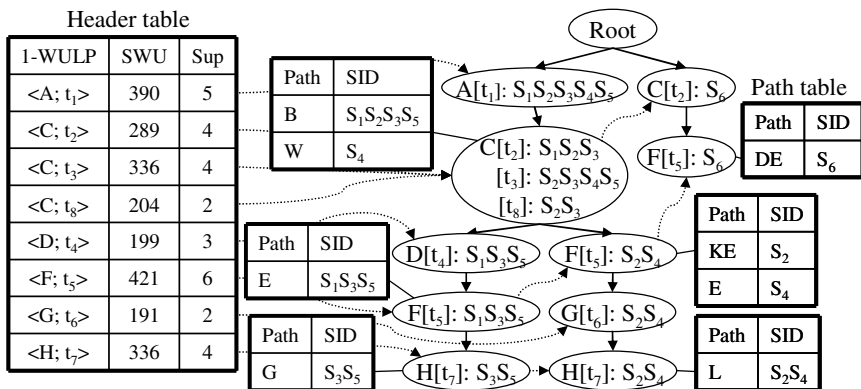 Header table
1-WULP SWU Sup
<A; t₁> 390 5
<C; t₂> 289 4
<C; t₃> 336 4
<C; t₈> 204 2
<D; t₄> 199 3
<F; t₅> 421 6
<G; t₆> 191 2
<H; t₇> 336 4
Path SID
B S₁S₂S₃S₅
W S₄
Path SID
E S₁S₃S₅
Path SID
G S₃S₅
Root
A[t₁]: S₁S₂S₃S₄S₅
C[t₂]: S₆
C[t₂]: S₁S₂S₃
[t₃]: S₂S₃S₄S₅
[t₈]: S₂S₃
F[t₅]: S₆
D[t₄]: S₁S₃S₅
F[t₅]: S₂S₄
F[t₅]: S₁S₃S₅
G[t₆]: S₂S₄
H[t₇]: S₃S₅
H[t₇]: S₂S₄
Path table
Path SID
DE S₆
Path SID
KE S₂
E S₄
Path SID
L S₂S₄